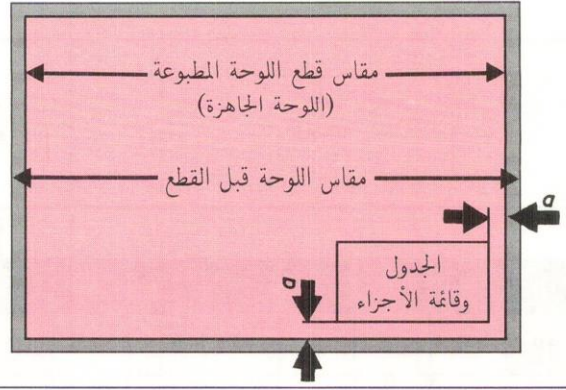 مقاس قطع اللوحة المطبوعة
(اللوحة الجاهزة)
مقاس اللوحة قبل القطع
a
الجدول
وقائمة الأجزاء
a